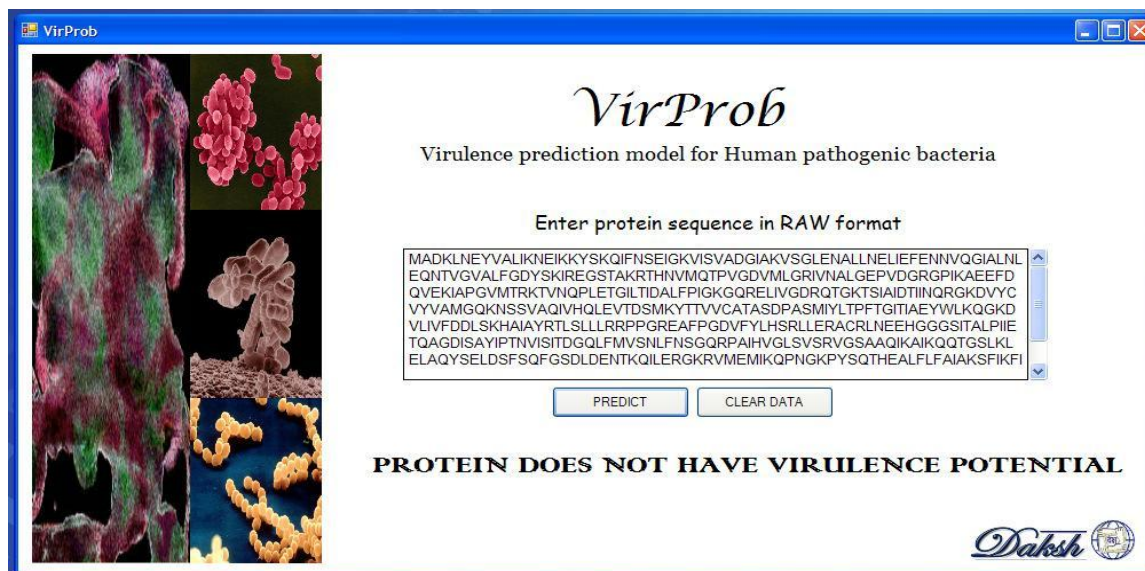 VirProb
VirProb
Virulence prediction model for Human pathogenic bacteria
Enter protein sequence in RAW format
MADKLNEYVALIKNEIKKYSKQIFNSEIGKVISVADGIAKVSGLENALLNELIEFENNVQGIALNL
EQNTVGVALFGDYSKIREGSTAKRTHNVMQTPVGDVMLGRIVNALGEPVDGRGPIKAEEFD
QVEKIAPGVMTRKTVNQPLETGILTIDALFPIGKGQRELIVGDRQTGKTSIAIDTIINQRGKDVYC
VYVAMGQKNSSVAQIVHQLEVTDSMKYTTVVCATASDPASMIYLTPFTGITIAEYWLKQGKD
VLIVFDDLSKHAIAYRTLSLLLRRPPGREAFPGDVFYLHSRLLERACRLNEEHGGGSITALPIIE
TQAGDISAYIPTNVISITDGQLFMVSNLFNSGQRPAIHVGLSVSRVGSAAQIKAIKQQTGSLKL
ELAQYSELDSFSQFGSDLDENTKQILERGKRVMEMIKQPNGKPYSQTHEALFLFAIAKSFIKFI
PREDICT CLEAR DATA
PROTEIN DOES NOT HAVE VIRULENCE POTENTIAL
Daksh